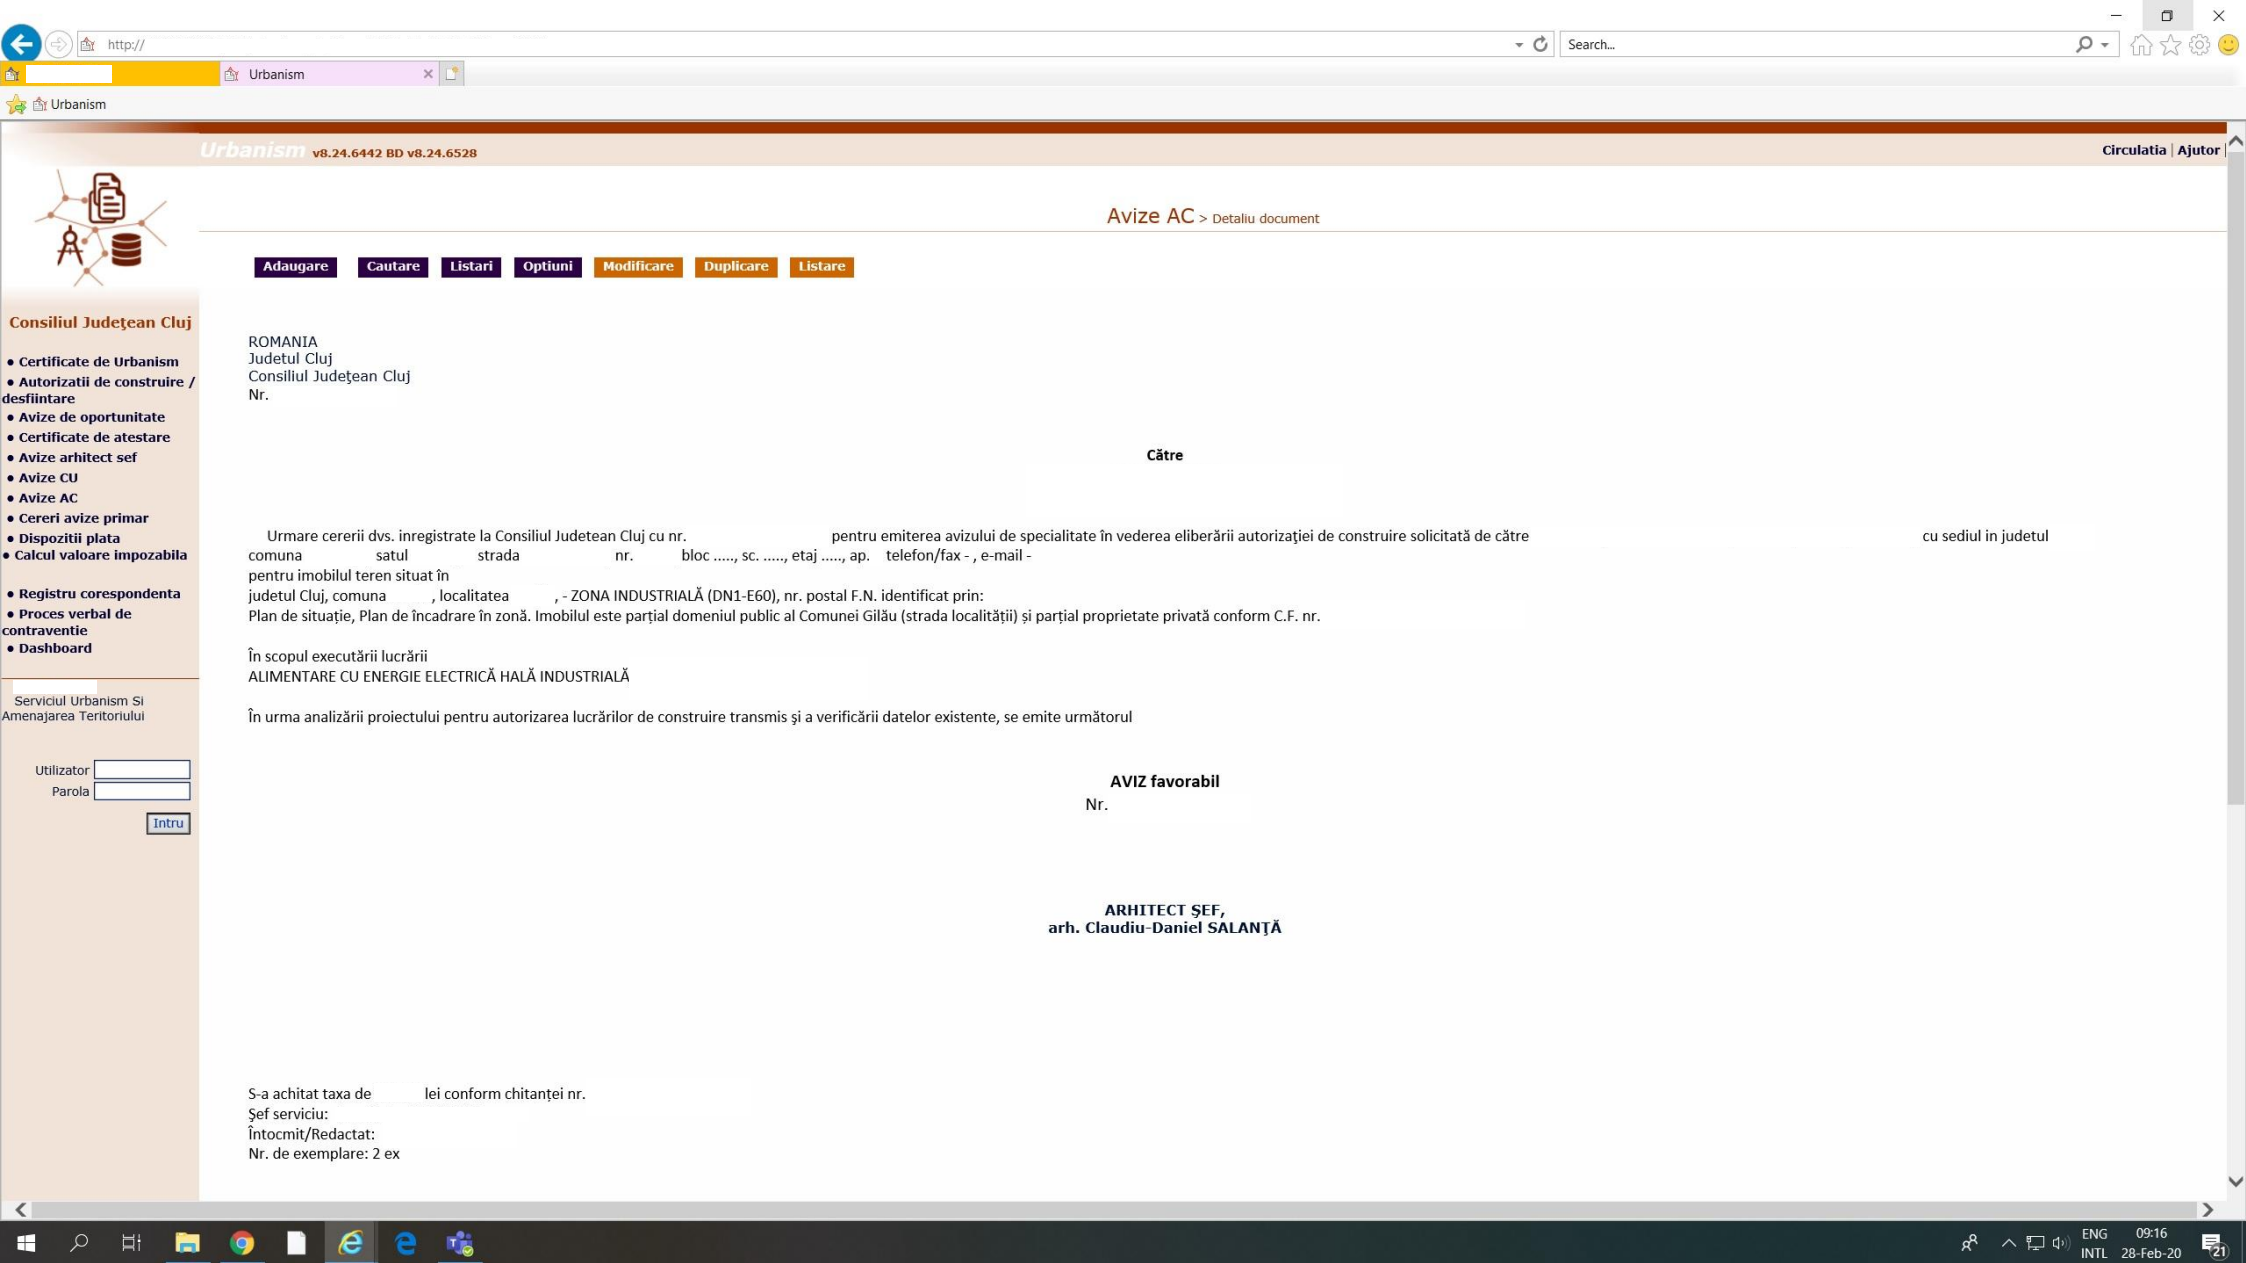 http://
Search...
Urbanism
Urbanism
Urbanism v8.24.6442 BD v8.24.6528
Circulatia | Ajutor |
Avize AC > Detaliu document
Adaugare Cautare Listari Optiuni Modificare Duplicare Listare
Consiliul Judeţean Cluj
• Certificate de Urbanism
• Autorizatii de construire /
desfiintare
• Avize de oportunitate
• Certificate de atestare
• Avize arhitect sef
• Avize CU
• Avize AC
• Cereri avize primar
• Dispozitii plata
• Calcul valoare impozabila
• Registru corespondenta
• Proces verbal de
contraventie
• Dashboard
Serviciul Urbanism Si
Amenajarea Teritoriului
Utilizator
Parola
Intru
ROMANIA
Judetul Cluj
Consiliul Judeţean Cluj
Nr.
Către
Urmare cererii dvs. inregistrate la Consiliul Judetean Cluj cu nr. pentru emiterea avizului de specialitate în vederea eliberării autorizaţiei de construire solicitată de către cu sediul in judetul
comuna satul strada nr. bloc ....., sc. ....., etaj ....., ap. telefon/fax - , e-mail -
pentru imobilul teren situat în
judetul Cluj, comuna , localitatea , - ZONA INDUSTRIALĂ (DN1-E60), nr. postal F.N. identificat prin:
Plan de situație, Plan de încadrare în zonă. Imobilul este parțial domeniul public al Comunei Gilău (strada localității) și parțial proprietate privată conform C.F. nr.
În scopul executării lucrării
ALIMENTARE CU ENERGIE ELECTRICĂ HALĂ INDUSTRIALĂ
În urma analizării proiectului pentru autorizarea lucrărilor de construire transmis şi a verificării datelor existente, se emite următorul
AVIZ favorabil
Nr.
ARHITECT ŞEF,
arh. Claudiu-Daniel SALANŢĂ
S-a achitat taxa de lei conform chitanței nr.
Şef serviciu:
Întocmit/Redactat:
Nr. de exemplare: 2 ex
ENG 09:16
INTL 28-Feb-20
21